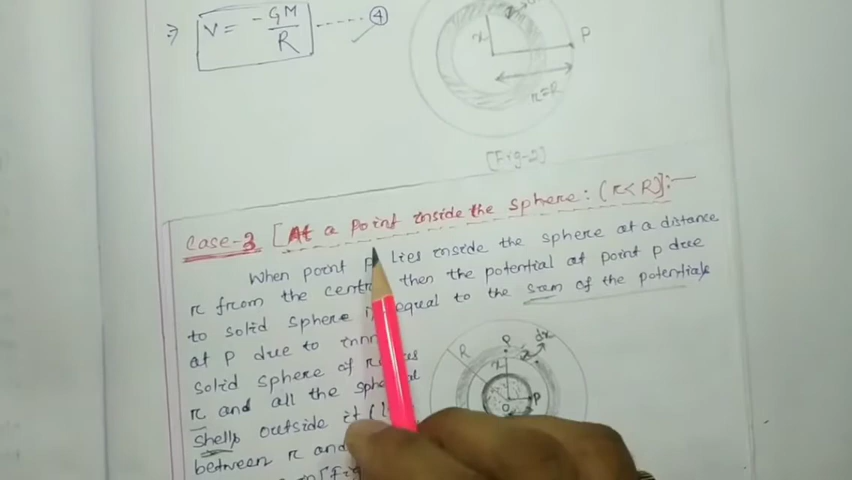 ⇒ V = -GM/R ------ ④
x
P
r=R
[Fig-2]
Case-3 [At a point inside the sphere: (r<R)]:—
When point P lies inside the sphere at a distance
r from the centre then the potential at point p due
to solid sphere is equal to the sum of the potentials
at P due to inn
solid sphere of
r and all the
shells outside it
between r and
R
P
dx
x
r
O
P